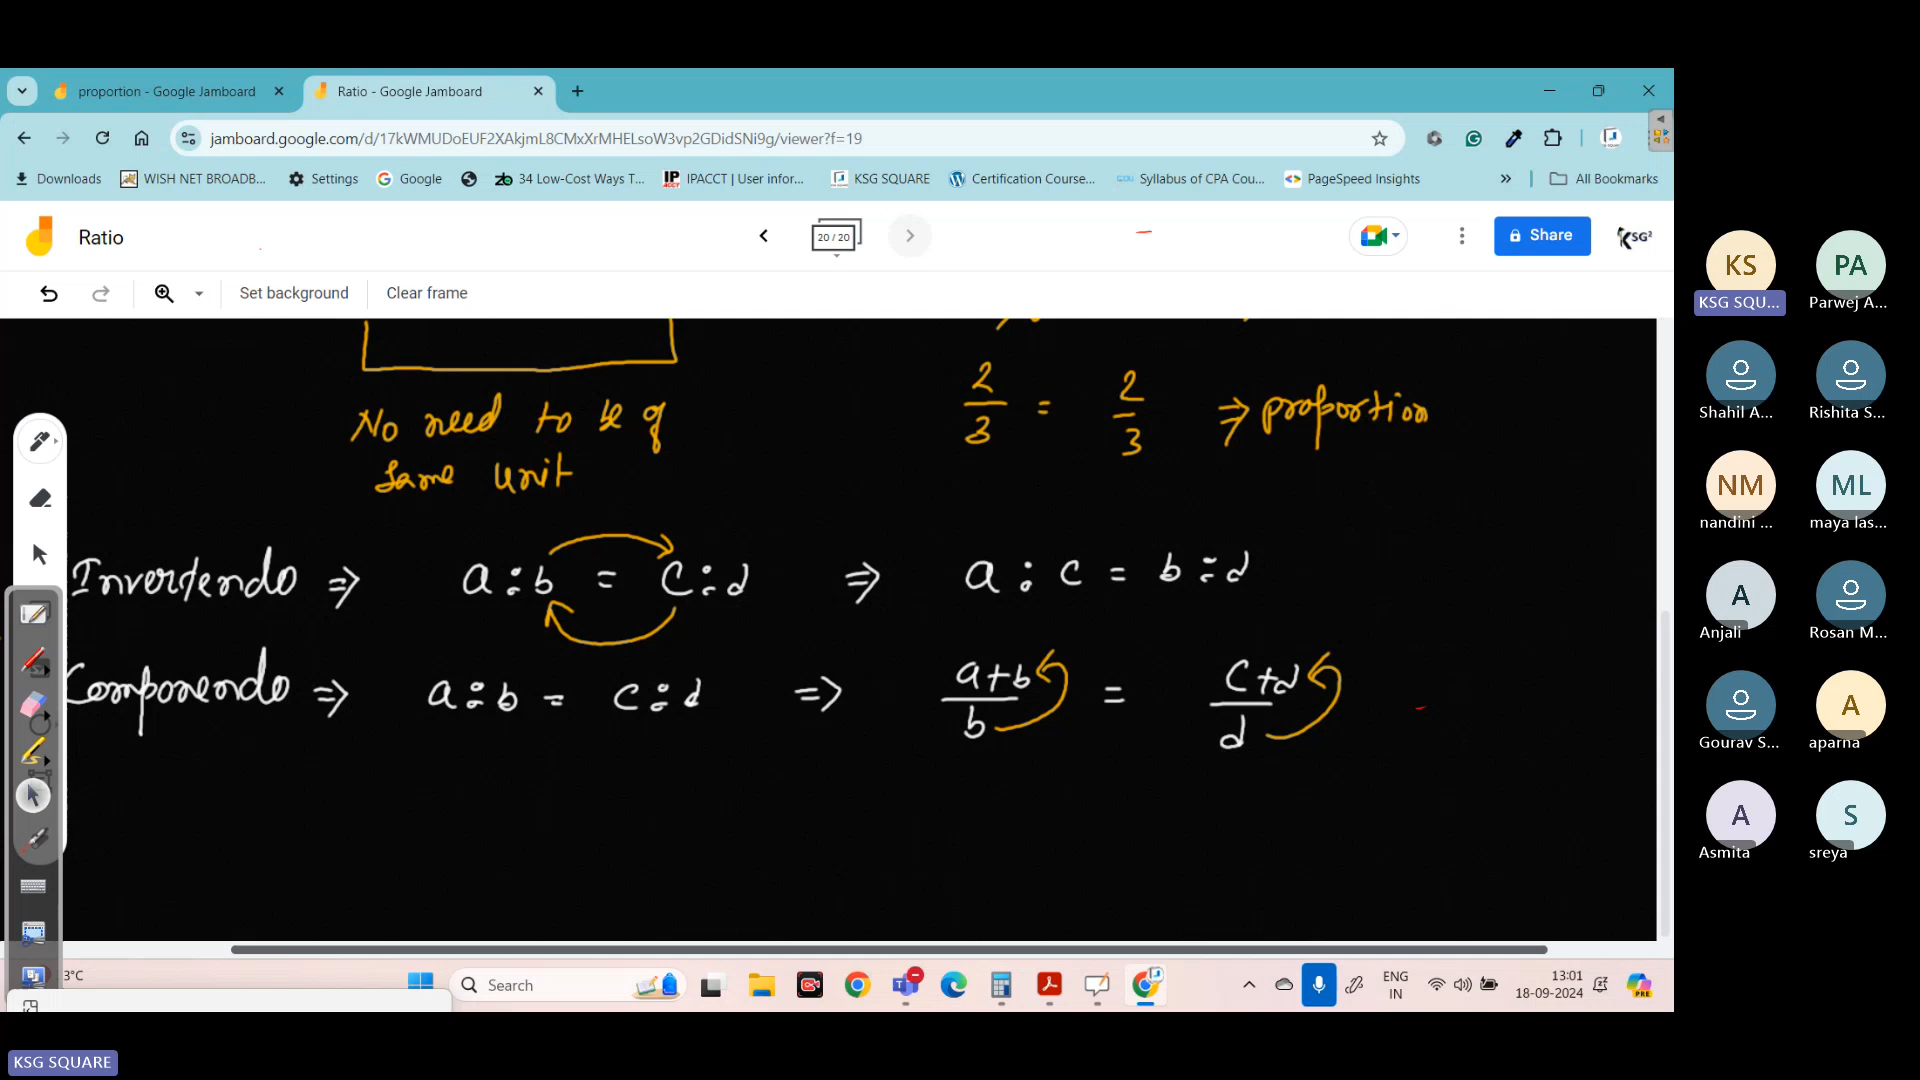 proportion - Google Jamboard
Ratio - Google Jamboard
jamboard.google.com/d/17kWMUDoEUF2XAkjmL8CMxXrMHELsoW3vp2GDidSNi9g/viewer?f=19
Downloads WISH NET BROADB... Settings Google 34 Low-Cost Ways T... IPACCT | User infor... KSG SQUARE Certification Course... Syllabus of CPA Cou... PageSpeed Insights » All Bookmarks
Ratio
20 / 20
Share
KSG²
Set background Clear frame
No need to be of
Same Unit
2/3 = 2/3 ⇒ proportion
Invertendo ⇒ a:b = c:d ⇒ a:c = b:d
Componendo ⇒ a:b = c:d ⇒ a+b/b = c+d/d
KS
KSG SQU...
PA
Parwej A...
Shahil A...
Rishita S...
NM
nandini ...
ML
maya las...
A
Anjali
Rosan M...
Gourav S...
A
aparna
A
Asmita
S
sreya
3°C
Search
ENG
IN
13:01
18-09-2024
PRE
KSG SQUARE